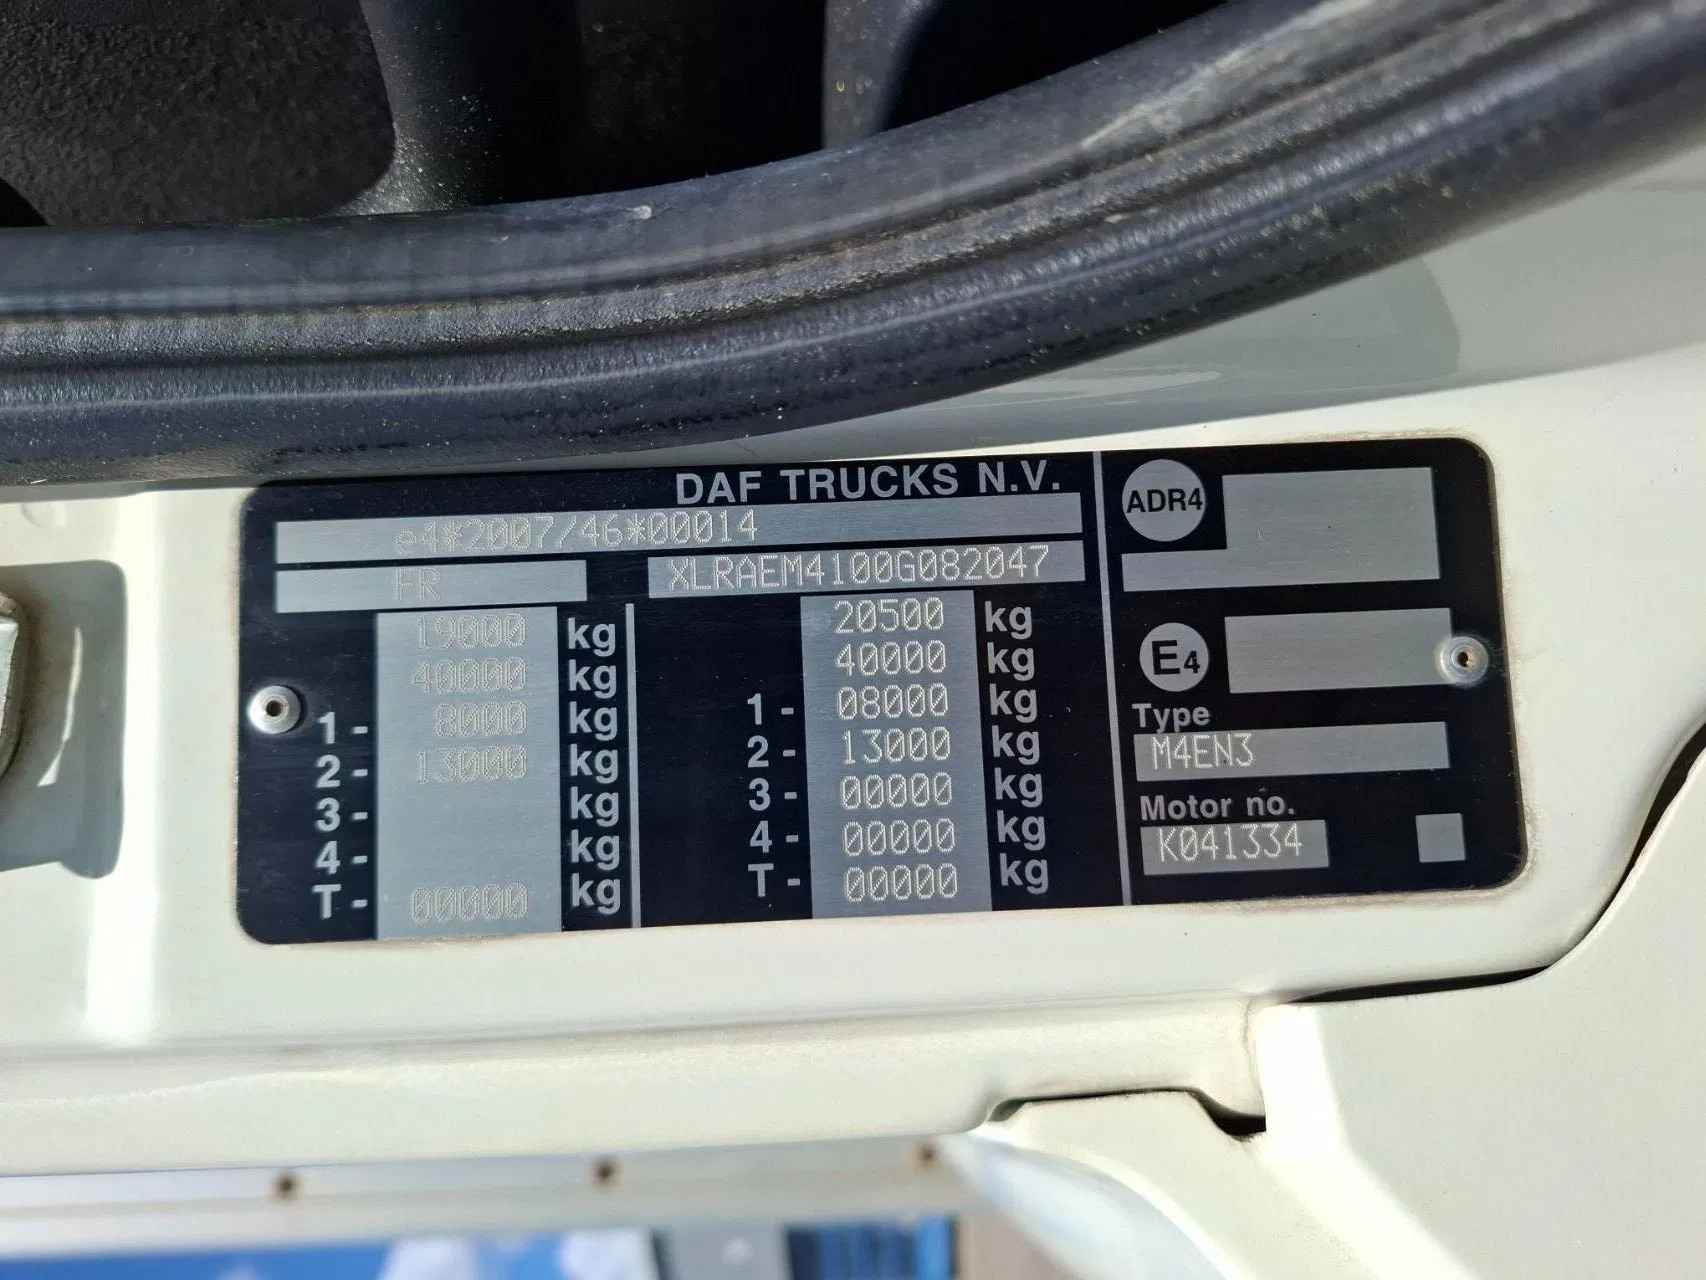 DAF TRUCKS N.V.
e4*2007/46*00014
FR XLRAEM4100G082047
19000 kg 20500 kg
40000 kg 40000 kg
1- 8000 kg 1- 08000 kg
2- 13000 kg 2- 13000 kg
3- kg 3- 00000 kg
4- kg 4- 00000 kg
T- 00000 kg T- 00000 kg
ADR4
E4
Type
M4EN3
Motor no.
K041334